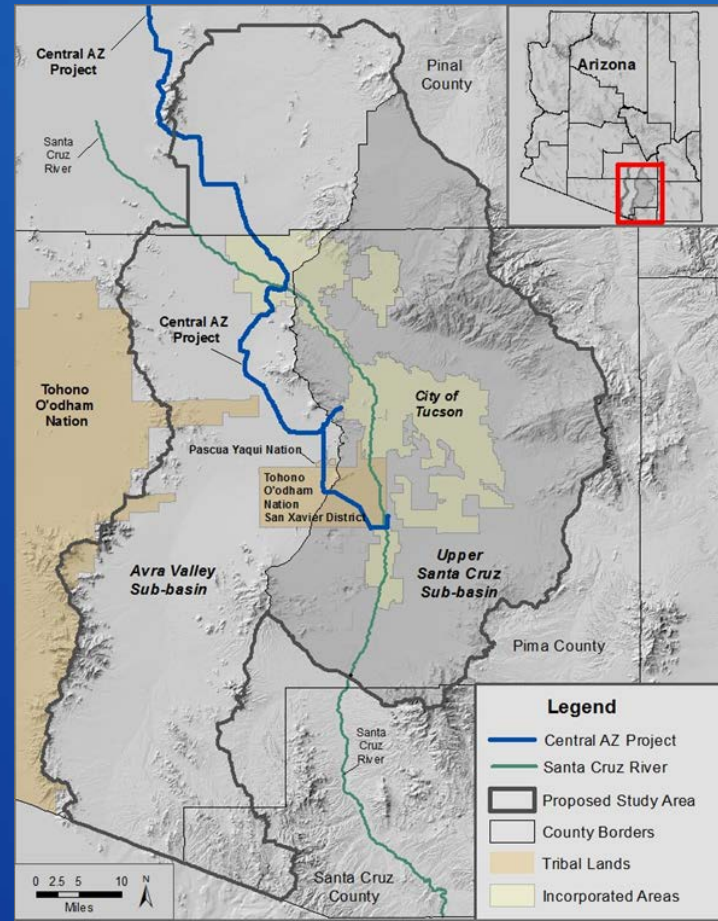 Central AZ
Project
Pinal
County
Arizona
Santa
Cruz
River
Central AZ
Project
Tohono
O'odham
Nation
City of
Tucson
Pascua Yaqui Nation
Tohono
O'odham
Nation
San Xavier District
Avra Valley
Sub-basin
Upper
Santa Cruz
Sub-basin
Pima County
Santa
Cruz
River
Santa Cruz
County
Legend
Central AZ Project
Santa Cruz River
Proposed Study Area
County Borders
Tribal Lands
Incorporated Areas
0 2.5 5 10
Miles
N